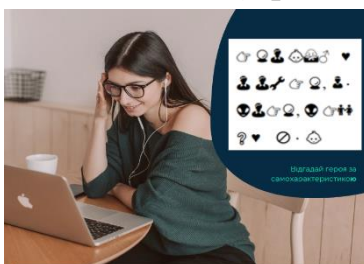 Відгадай героя за
самохарактеристикою